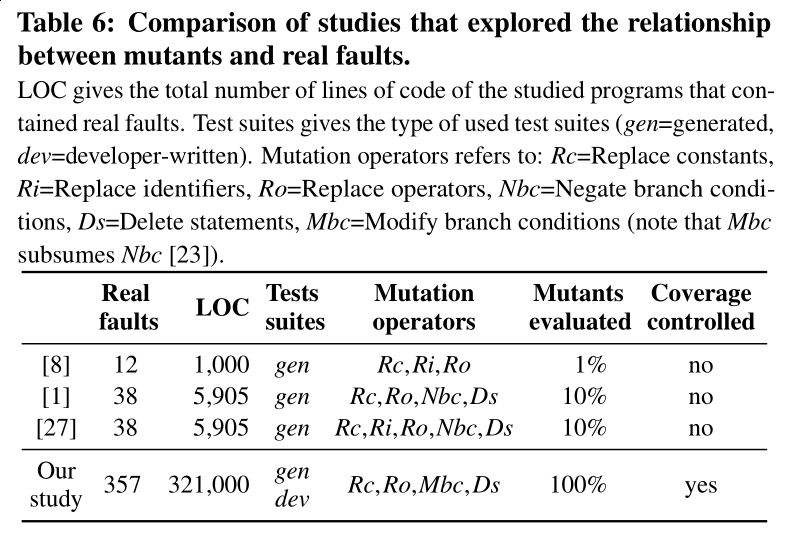 Table 6: Comparison of studies that explored the relationship
between mutants and real faults.
LOC gives the total number of lines of code of the studied programs that con-
tained real faults. Test suites gives the type of used test suites (gen=generated,
dev=developer-written). Mutation operators refers to: Rc=Replace constants,
Ri=Replace identifiers, Ro=Replace operators, Nbc=Negate branch condi-
tions, Ds=Delete statements, Mbc=Modify branch conditions (note that Mbc
subsumes Nbc [23]).
Real faults LOC Tests suites Mutation operators Mutants evaluated Coverage controlled
[8] 12 1,000 gen Rc,Ri,Ro 1% no
[1] 38 5,905 gen Rc,Ro,Nbc,Ds 10% no
[27] 38 5,905 gen Rc,Ri,Ro,Nbc,Ds 10% no
Our study 357 321,000 gen dev Rc,Ro,Mbc,Ds 100% yes